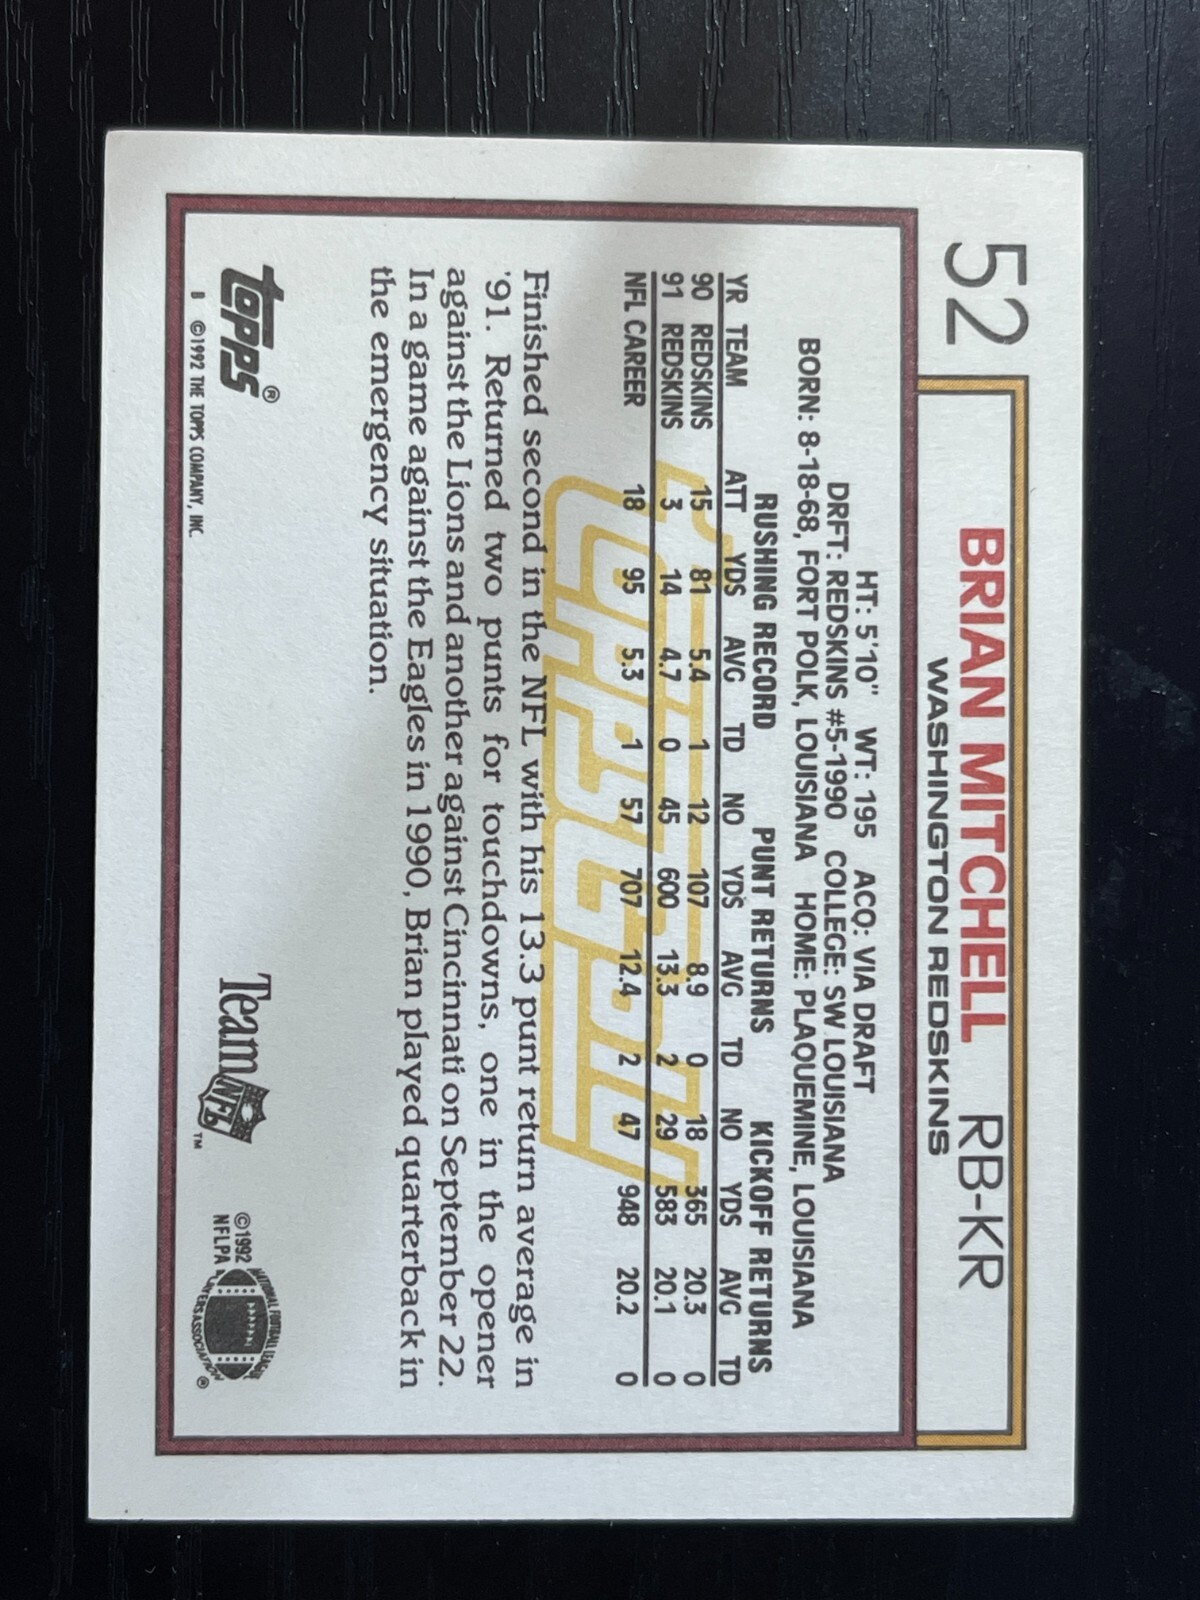 52
BRIAN MITCHELL RB-KR
WASHINGTON REDSKINS
HT: 5'10" WT: 195 ACQ: VIA DRAFT
DRFT: REDSKINS #5-1990 COLLEGE: SW LOUISIANA
BORN: 8-18-68, FORT POLK, LOUISIANA HOME: PLAQUEMINE, LOUISIANA
RUSHING RECORD PUNT RETURNS KICKOFF RETURNS
YR TEAM ATT YDS AVG TD NO YDS AVG TD NO YDS AVG TD
90 REDSKINS 15 81 5.4 1 12 107 8.9 0 18 365 20.3 0
91 REDSKINS 3 14 4.7 0 45 600 13.3 2 29 583 20.1 0
NFL CAREER 18 95 5.3 1 57 707 12.4 2 47 948 20.2 0
TOPPSGOLD
Finished second in the NFL with his 13.3 punt return average in
'91. Returned two punts for touchdowns, one in the opener
against the Lions and another against Cincinnati on September 22.
In a game against the Eagles in 1990, Brian played quarterback in
the emergency situation.
TOPPS®
B ©1992 THE TOPPS COMPANY, INC.
Team NFL™
©1992
NFLPA
NATIONAL FOOTBALL LEAGUE
PLAYERS ASSOCIATION®